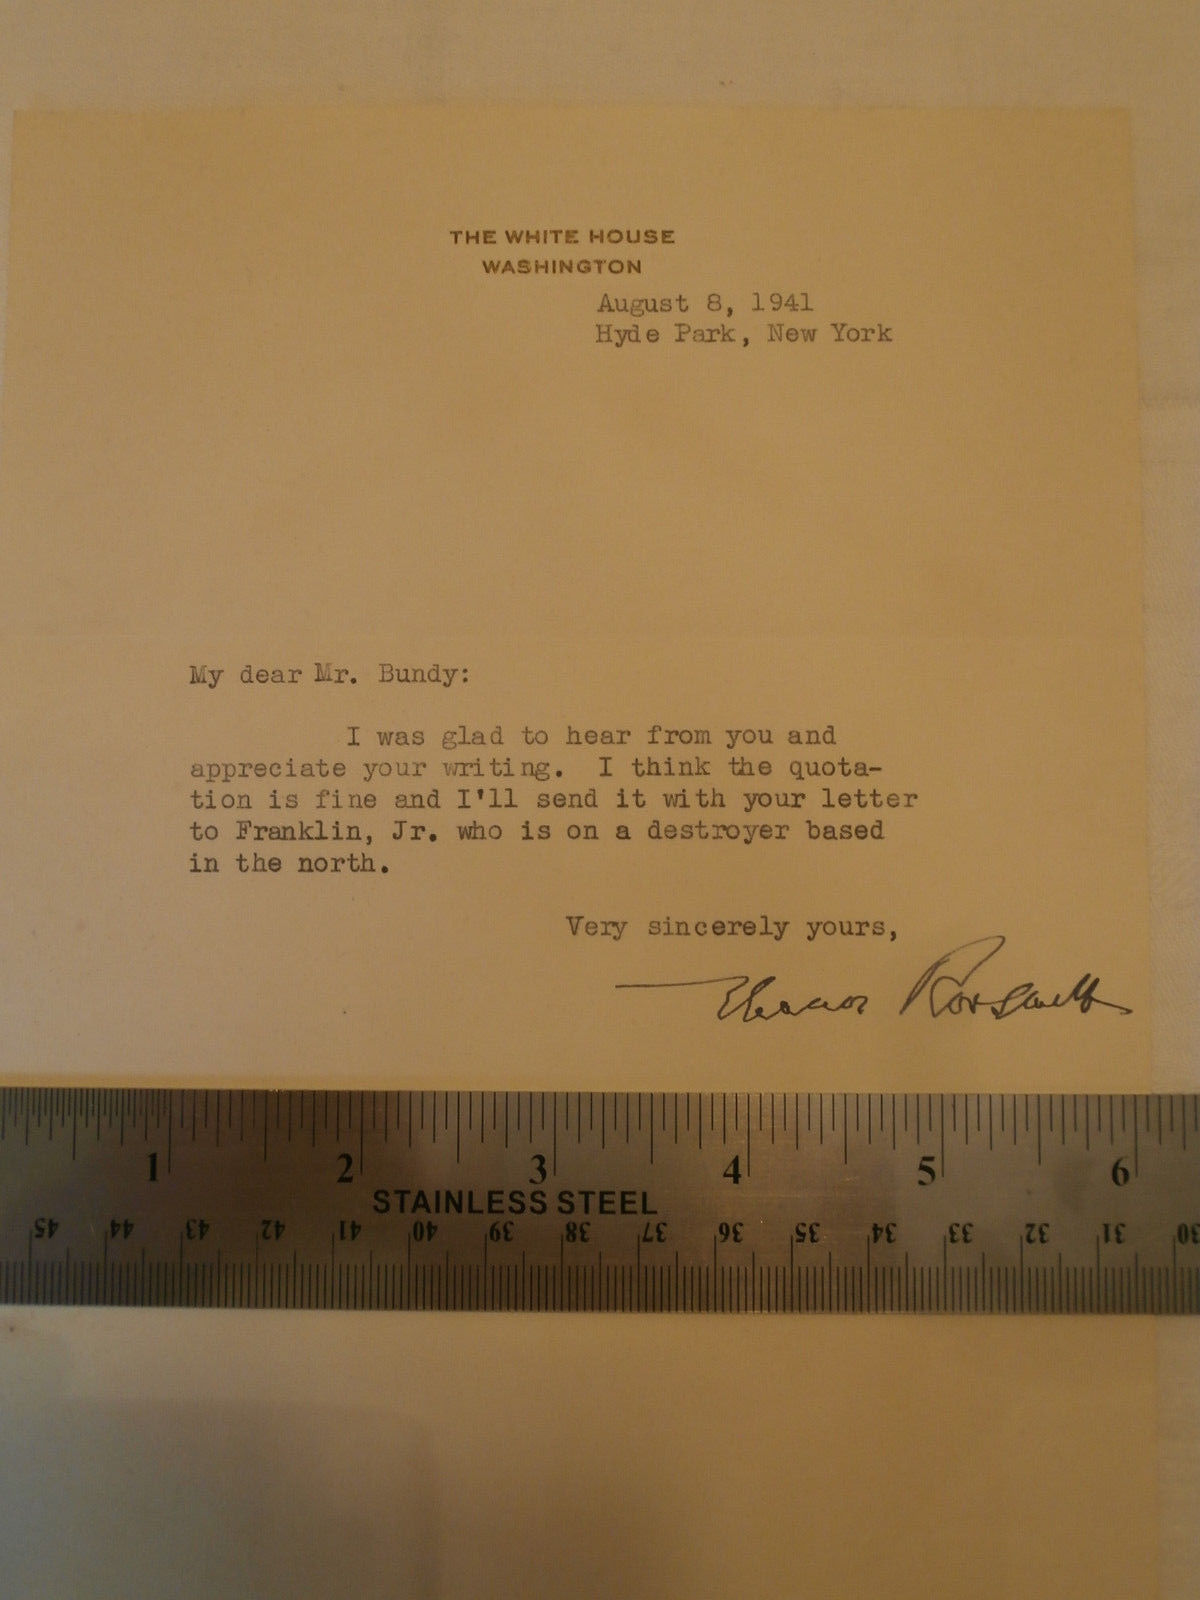 THE WHITE HOUSE
WASHINGTON
August 8, 1941
Hyde Park, New York
My dear Mr. Bundy:
I was glad to hear from you and
appreciate your writing. I think the quota-
tion is fine and I'll send it with your letter
to Franklin, Jr. who is on a destroyer based
in the north.
Very sincerely yours,
Eleanor Roosevelt
1 2 3 4 5 6
STAINLESS STEEL
45 44 43 42 41 40 39 38 37 36 35 34 33 32 31 30